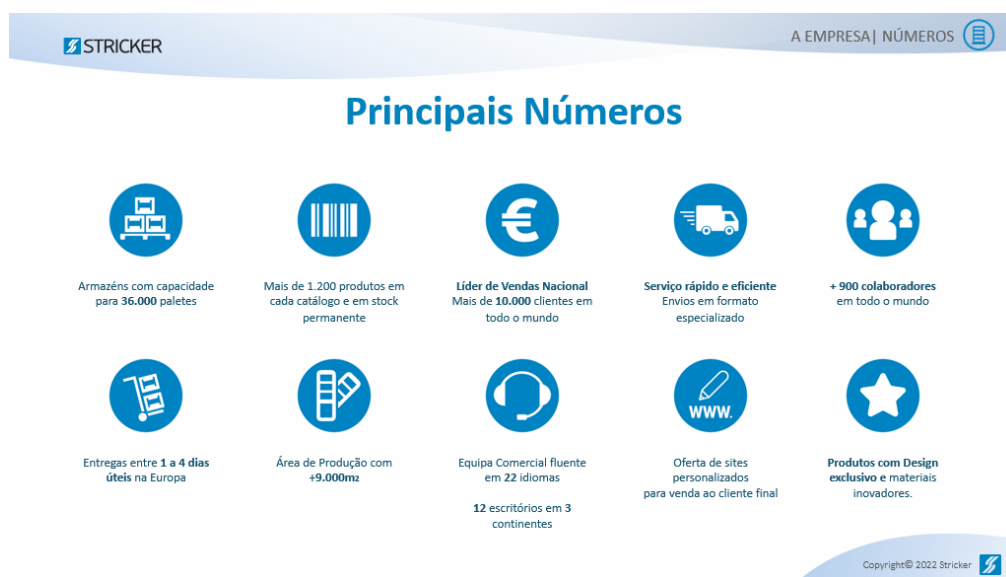 STRICKER
A EMPRESA| NÚMEROS
Principais Números
Armazéns com capacidade
para 36.000 paletes
Mais de 1.200 produtos em
cada catálogo e em stock
permanente
Líder de Vendas Nacional
Mais de 10.000 clientes em
todo o mundo
Serviço rápido e eficiente
Envios em formato
especializado
+ 900 colaboradores
em todo o mundo
WWW.
Entregas entre 1 a 4 dias
úteis na Europa
Área de Produção com
+9.000m2
Equipa Comercial fluente
em 22 idiomas
12 escritórios em 3
continentes
Oferta de sites
personalizados
para venda ao cliente final
Produtos com Design
exclusivo e materiais
inovadores.
Copyright© 2022 Stricker